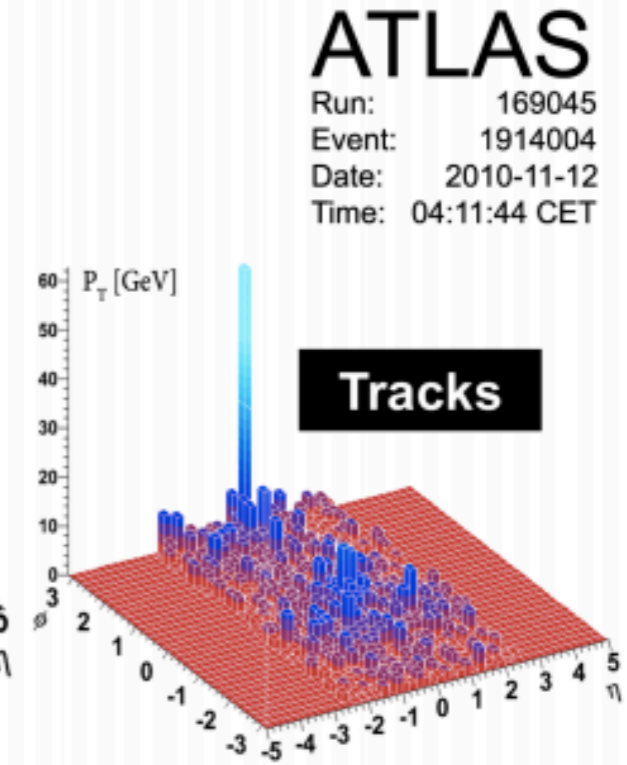 ATLAS
Run: 169045
Event: 1914004
Date: 2010-11-12
Time: 04:11:44 CET
P_T [GeV]
Tracks
60
50
40
30
20
10
0
3
2
1
0
-1
-2
-3
ø
η
-5 -4 -3 -2 -1 0 1 2 3 4 5
η